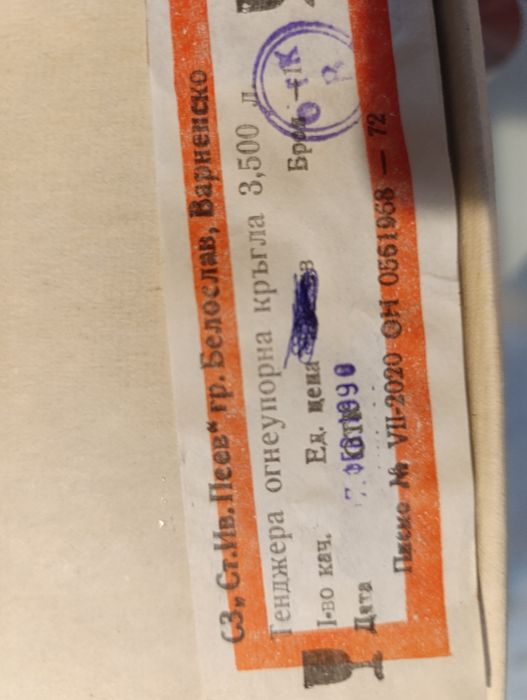 СЗ „Ст.Ив.Пеев“ гр. Белослав, Варненско
Тенджера огнеупорна кръгла 3,500 л
I-во кач. Ед. цена Брой
Дата
Писмо № VII-2020 ОН 0561968 — 72